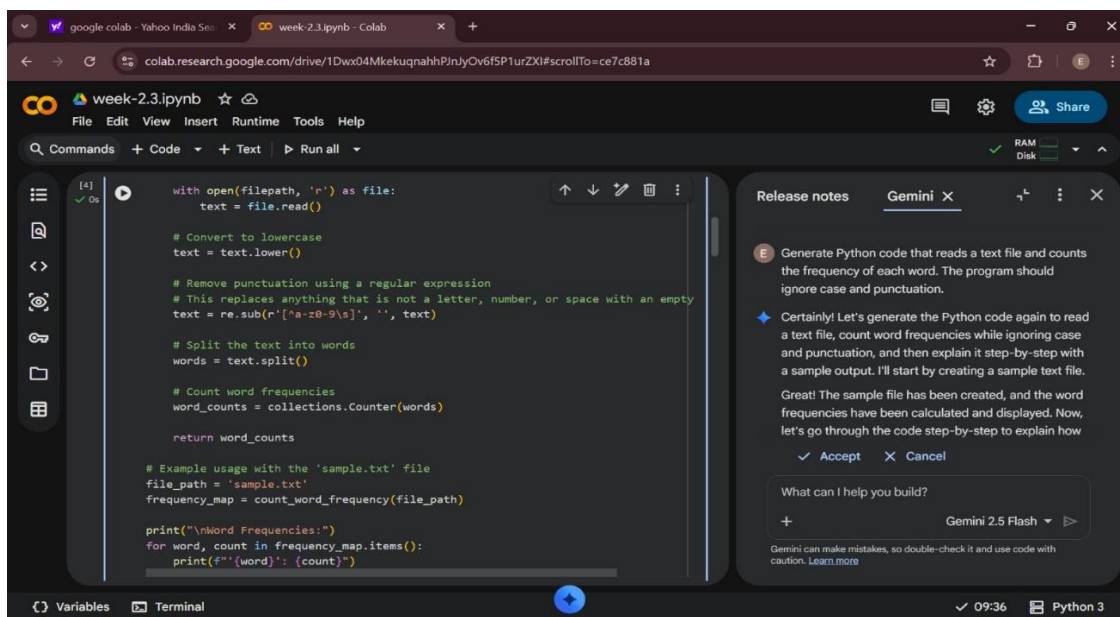 google colab - Yahoo India Sea
week-2.3.ipynb - Colab
colab.research.google.com/drive/1Dwx04MkekuqnahhPJnJyOv6f5P1urZXI#scrollTo=ce7c881a
E
week-2.3.ipynb
Share
File Edit View Insert Runtime Tools Help
Commands + Code + Text Run all
RAM
Disk
[4]
0s
with open(filepath, 'r') as file:
text = file.read()
# Convert to lowercase
text = text.lower()
# Remove punctuation using a regular expression
# This replaces anything that is not a letter, number, or space with an empty
text = re.sub(r'[^a-z0-9\s]', '', text)
# Split the text into words
words = text.split()
# Count word frequencies
word_counts = collections.Counter(words)
return word_counts
# Example usage with the 'sample.txt' file
file_path = 'sample.txt'
frequency_map = count_word_frequency(file_path)
print("\nWord Frequencies:")
for word, count in frequency_map.items():
print(f"'{word}': {count}")
Release notes Gemini
E
Generate Python code that reads a text file and counts
the frequency of each word. The program should
ignore case and punctuation.
Certainly! Let's generate the Python code again to read
a text file, count word frequencies while ignoring case
and punctuation, and then explain it step-by-step with
a sample output. I'll start by creating a sample text file.
Great! The sample file has been created, and the word
frequencies have been calculated and displayed. Now,
let's go through the code step-by-step to explain how
Accept Cancel
What can I help you build?
Gemini 2.5 Flash
Gemini can make mistakes, so double-check it and use code with
caution. Learn more
Variables Terminal
09:36 Python 3